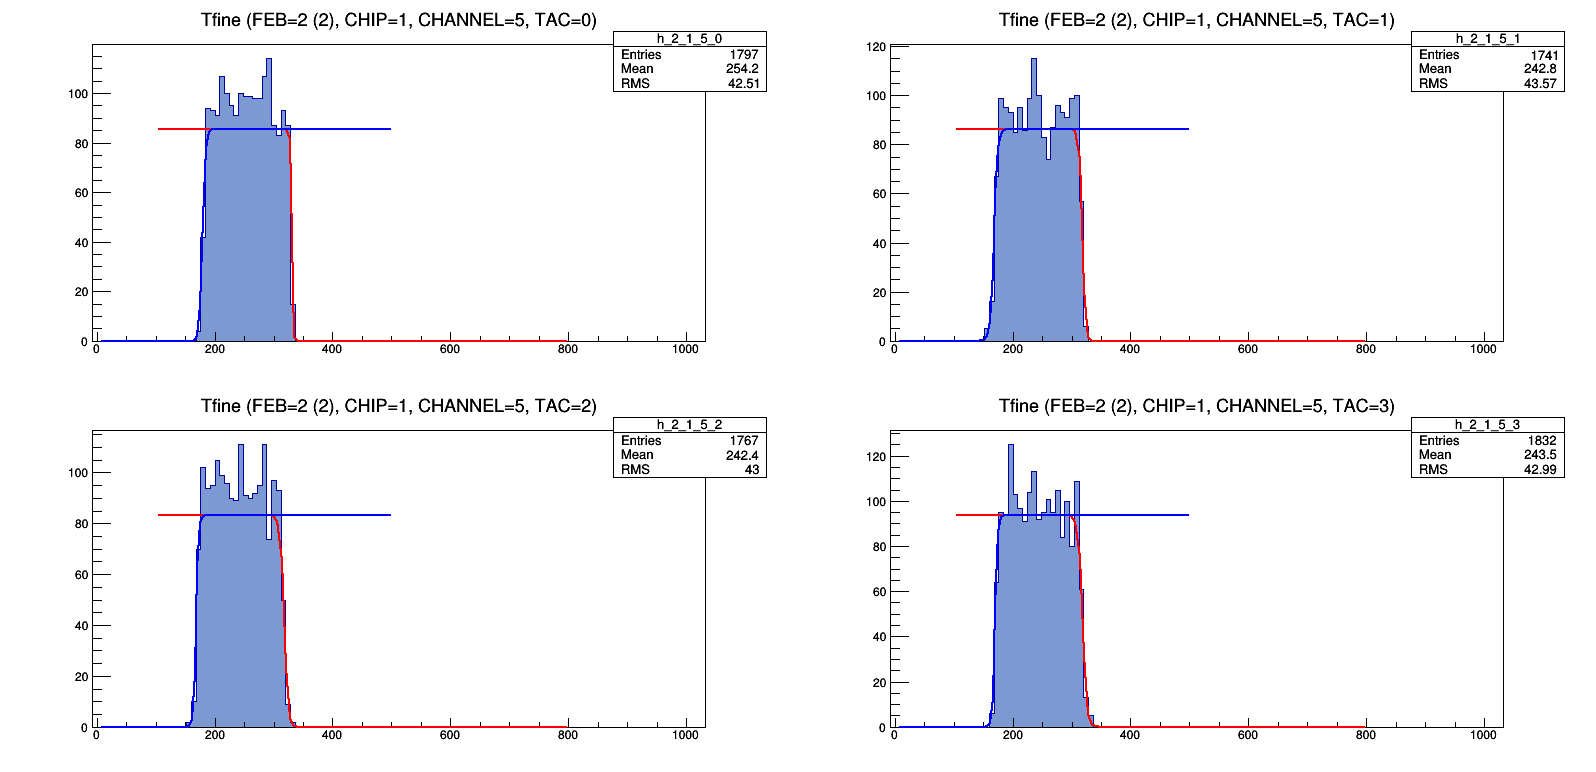 Tfine (FEB=2 (2), CHIP=1, CHANNEL=5, TAC=0)
h_2_1_5_0
Entries 1797
Mean 254.2
RMS 42.51
100
80
60
40
20
0
0 200 400 600 800 1000
Tfine (FEB=2 (2), CHIP=1, CHANNEL=5, TAC=1)
h_2_1_5_1
Entries 1741
Mean 242.8
RMS 43.57
120
100
80
60
40
20
0
0 200 400 600 800 1000
Tfine (FEB=2 (2), CHIP=1, CHANNEL=5, TAC=2)
h_2_1_5_2
Entries 1767
Mean 242.4
RMS 43
100
80
60
40
20
0
0 200 400 600 800 1000
Tfine (FEB=2 (2), CHIP=1, CHANNEL=5, TAC=3)
h_2_1_5_3
Entries 1832
Mean 243.5
RMS 42.99
120
100
80
60
40
20
0
0 200 400 600 800 1000